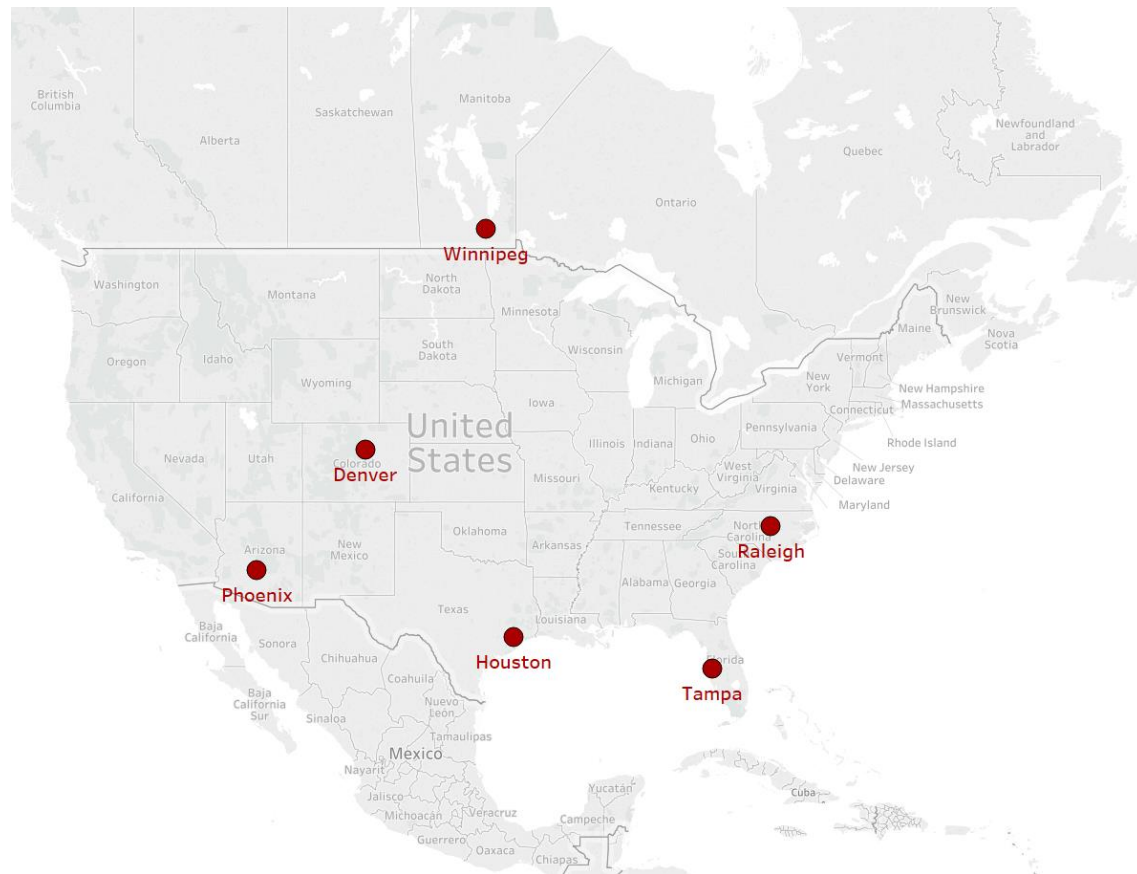 British
Columbia
Alberta
Saskatchewan
Manitoba
Ontario
Quebec
Newfoundland
and
Labrador
Winnipeg
Washington
Montana
North
Dakota
Minnesota
New
Brunswick
Nova
Scotia
Maine
Oregon
Idaho
South
Dakota
Wisconsin
Michigan
Vermont
New
York
New Hampshire
Massachusetts
Connecticut
Rhode Island
Wyoming
Iowa
United
States
Nevada
Utah
Colorado
Denver
Illinois
Indiana
Ohio
Pennsylvania
New Jersey
Delaware
Maryland
West
Virginia
Virginia
California
Missouri
Kentucky
Arizona
New
Mexico
Oklahoma
Arkansas
Tennessee
North
Carolina
Raleigh
South
Carolina
Phoenix
Texas
Louisiana
Alabama
Georgia
Houston
Florida
Tampa
Baja
California
Sonora
Chihuahua
Coahuila
Baja
California
Sur
Sinaloa
Nuevo
León
Tamaulipas
Mexico
Nayarit
Jalisco
Michoacán
Guerrero
Veracruz
Oaxaca
Chiapas
Yucatán
Campeche
Cuba